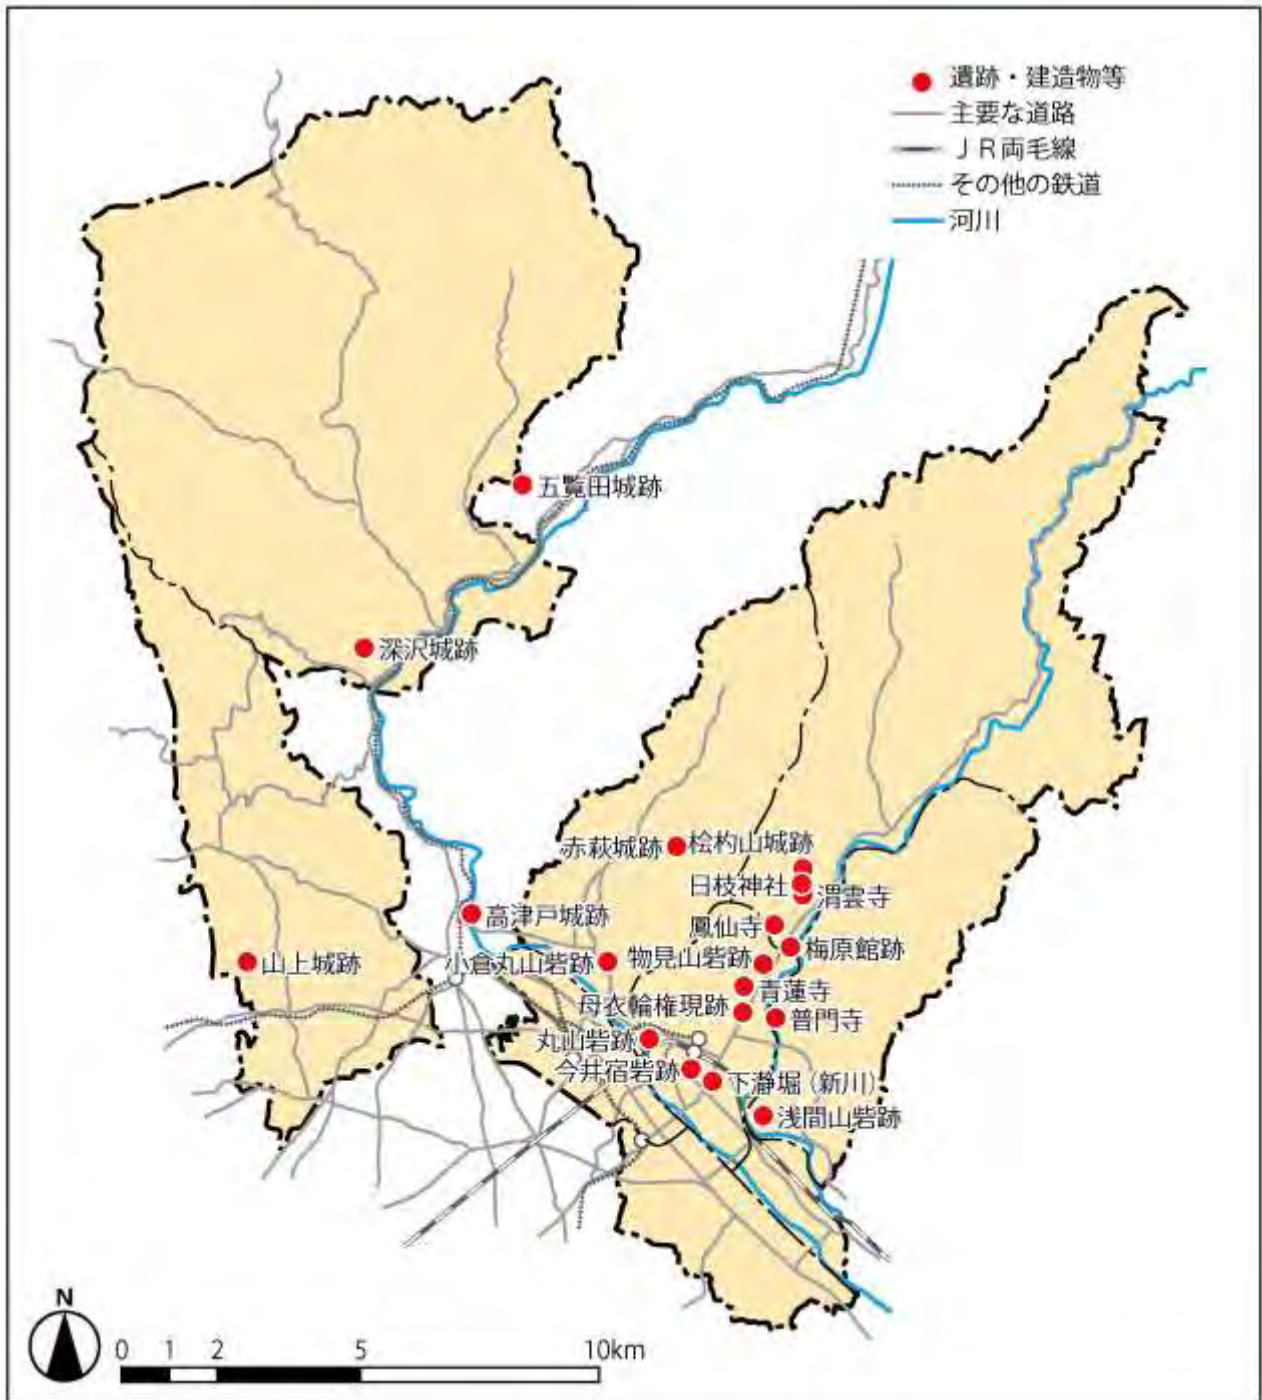 遺跡・建造物等
主要な道路
JR両毛線
その他の鉄道
河川
五覧田城跡
深沢城跡
赤萩城跡
桧杓山城跡
日枝神社
渭雲寺
高津戸城跡
鳳仙寺
梅原館跡
山上城跡
小倉丸山砦跡
物見山砦跡
青蓮寺
母衣輪権現跡
普門寺
丸山砦跡
今井宿砦跡
下瀞堀（新川）
浅間山砦跡
N
0 1 2 5 10km